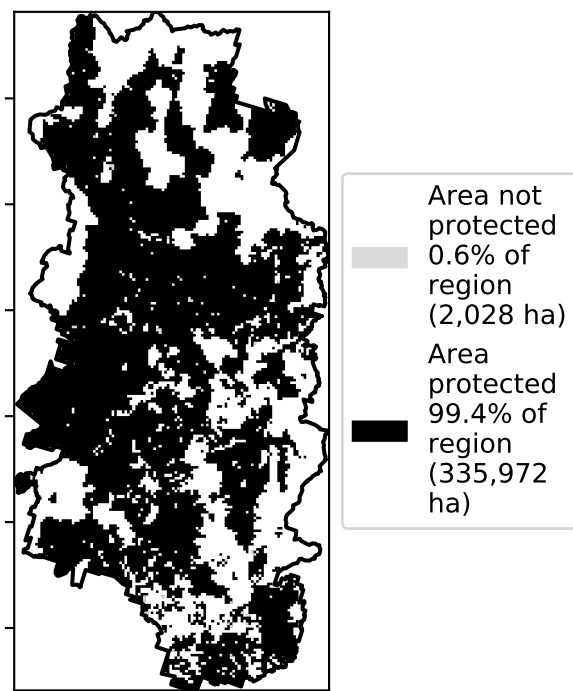 Area not
protected
0.6% of
region
(2,028 ha)
Area
protected
99.4% of
region
(335,972
ha)